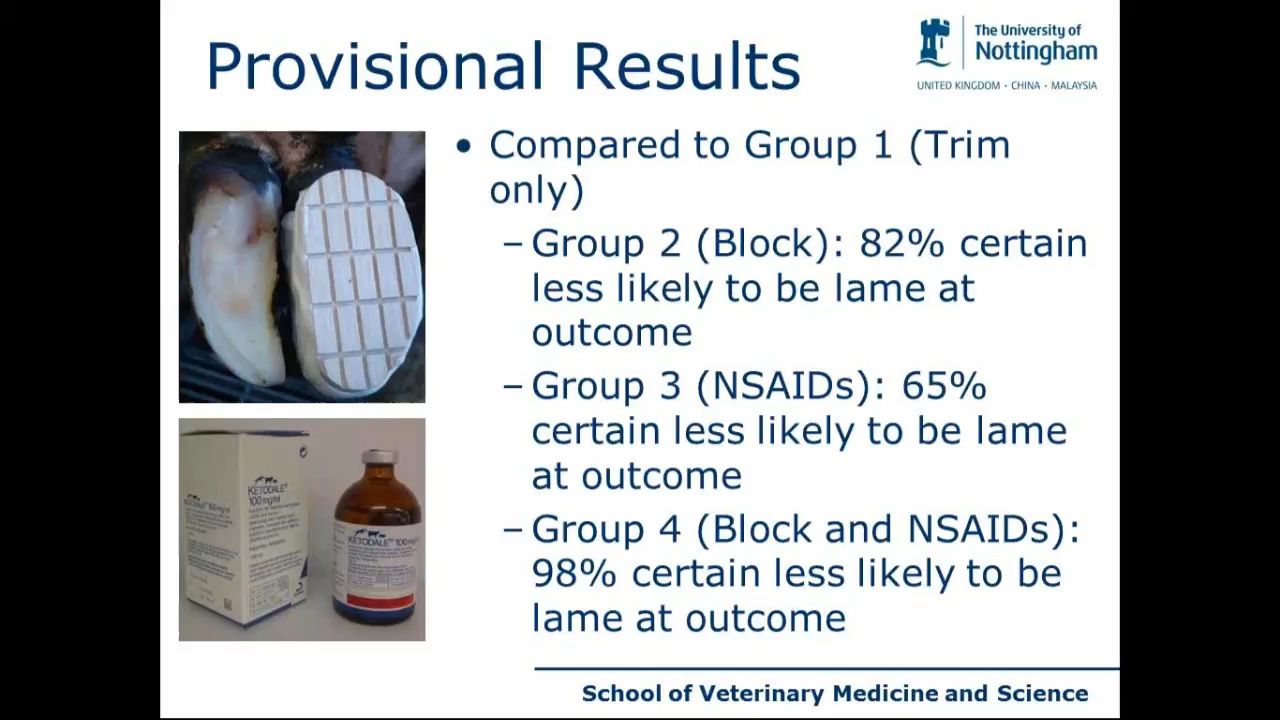 Provisional Results
The University of
Nottingham
UNITED KINGDOM · CHINA · MALAYSIA
• Compared to Group 1 (Trim
only)
– Group 2 (Block): 82% certain
less likely to be lame at
outcome
– Group 3 (NSAIDs): 65%
certain less likely to be lame
at outcome
– Group 4 (Block and NSAIDs):
98% certain less likely to be
lame at outcome
KETODALE®
100 mg/ml
KETODALE® 100 mg/ml
School of Veterinary Medicine and Science